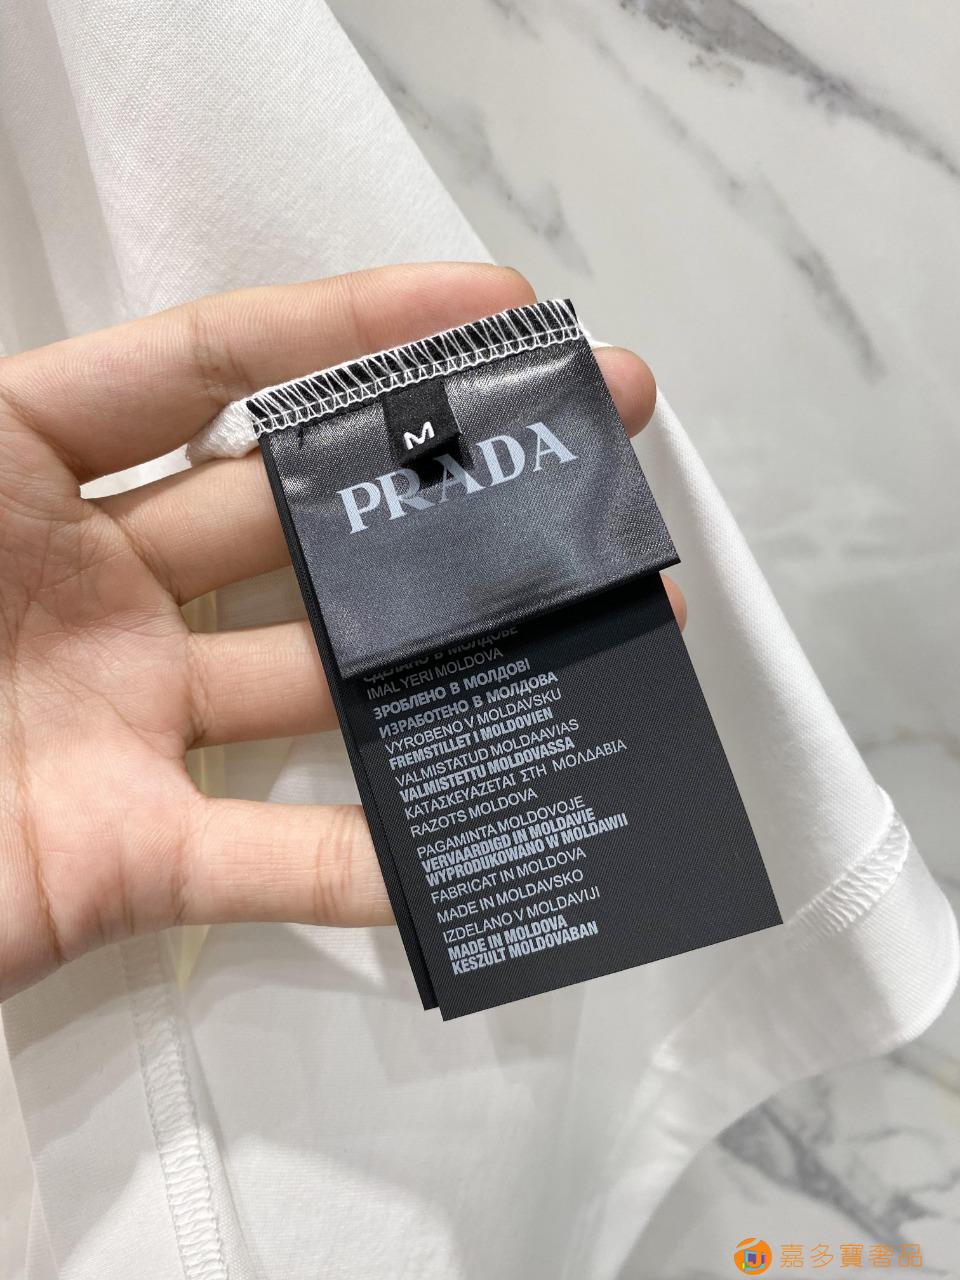 M
PRADA
СДЕЛАНО В МОЛДОВЕ
IMAL YERI MOLDOVA
ЗРОБЛЕНО В МОЛДОВІ
ИЗРАБОТЕНО В МОЛДОВА
VYROBENO V MOLDAVSKU
FREMSTILLET I MOLDOVIEN
VALMISTATUD MOLDAAVIAS
VALMISTETTU MOLDOVASSA
ΚΑΤΑΣΚΕΥΑΖΕΤΑΙ ΣΤΗ ΜΟΛΔΑΒΙΑ
RAZOTS MOLDOVA
PAGAMINTA MOLDOVOJE
VERVAARDIGD IN MOLDAVIE
WYPRODUKOWANO W MOLDAWII
FABRICAT IN MOLDOVA
MADE IN MOLDAVSKO
IZDELANO V MOLDAVIJI
MADE IN MOLDOVA
KESZULT MOLDOVABAN
嘉多寶奢品